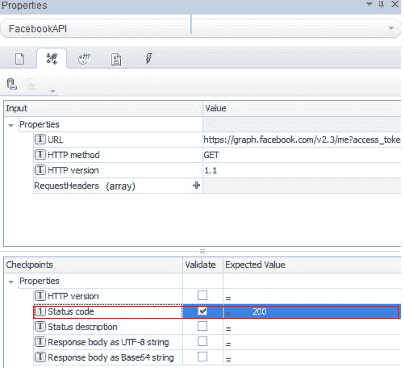 Properties
FacebookAPI
Input Value
Properties
URL https://graph.facebook.com/v2.3/me?access_toke
HTTP method GET
HTTP version 1.1
RequestHeaders (array)
Checkpoints Validate Expected Value
Properties
HTTP version =
Status code = 200
Status description =
Response body as UTF-8 string =
Response body as Base64 string =